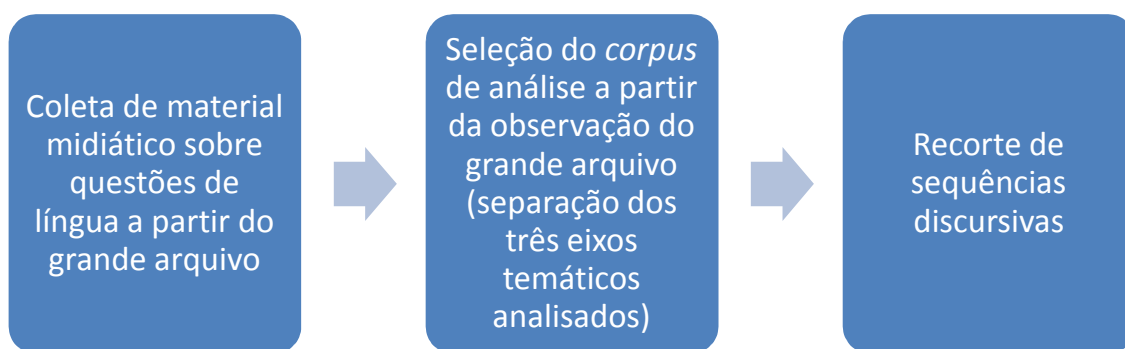 Coleta de material
midiático sobre
questões de
língua a partir do
grande arquivo
Seleção do corpus
de análise a partir
da observação do
grande arquivo
(separação dos
três eixos
temáticos
analisados)
Recorte de
sequências
discursivas